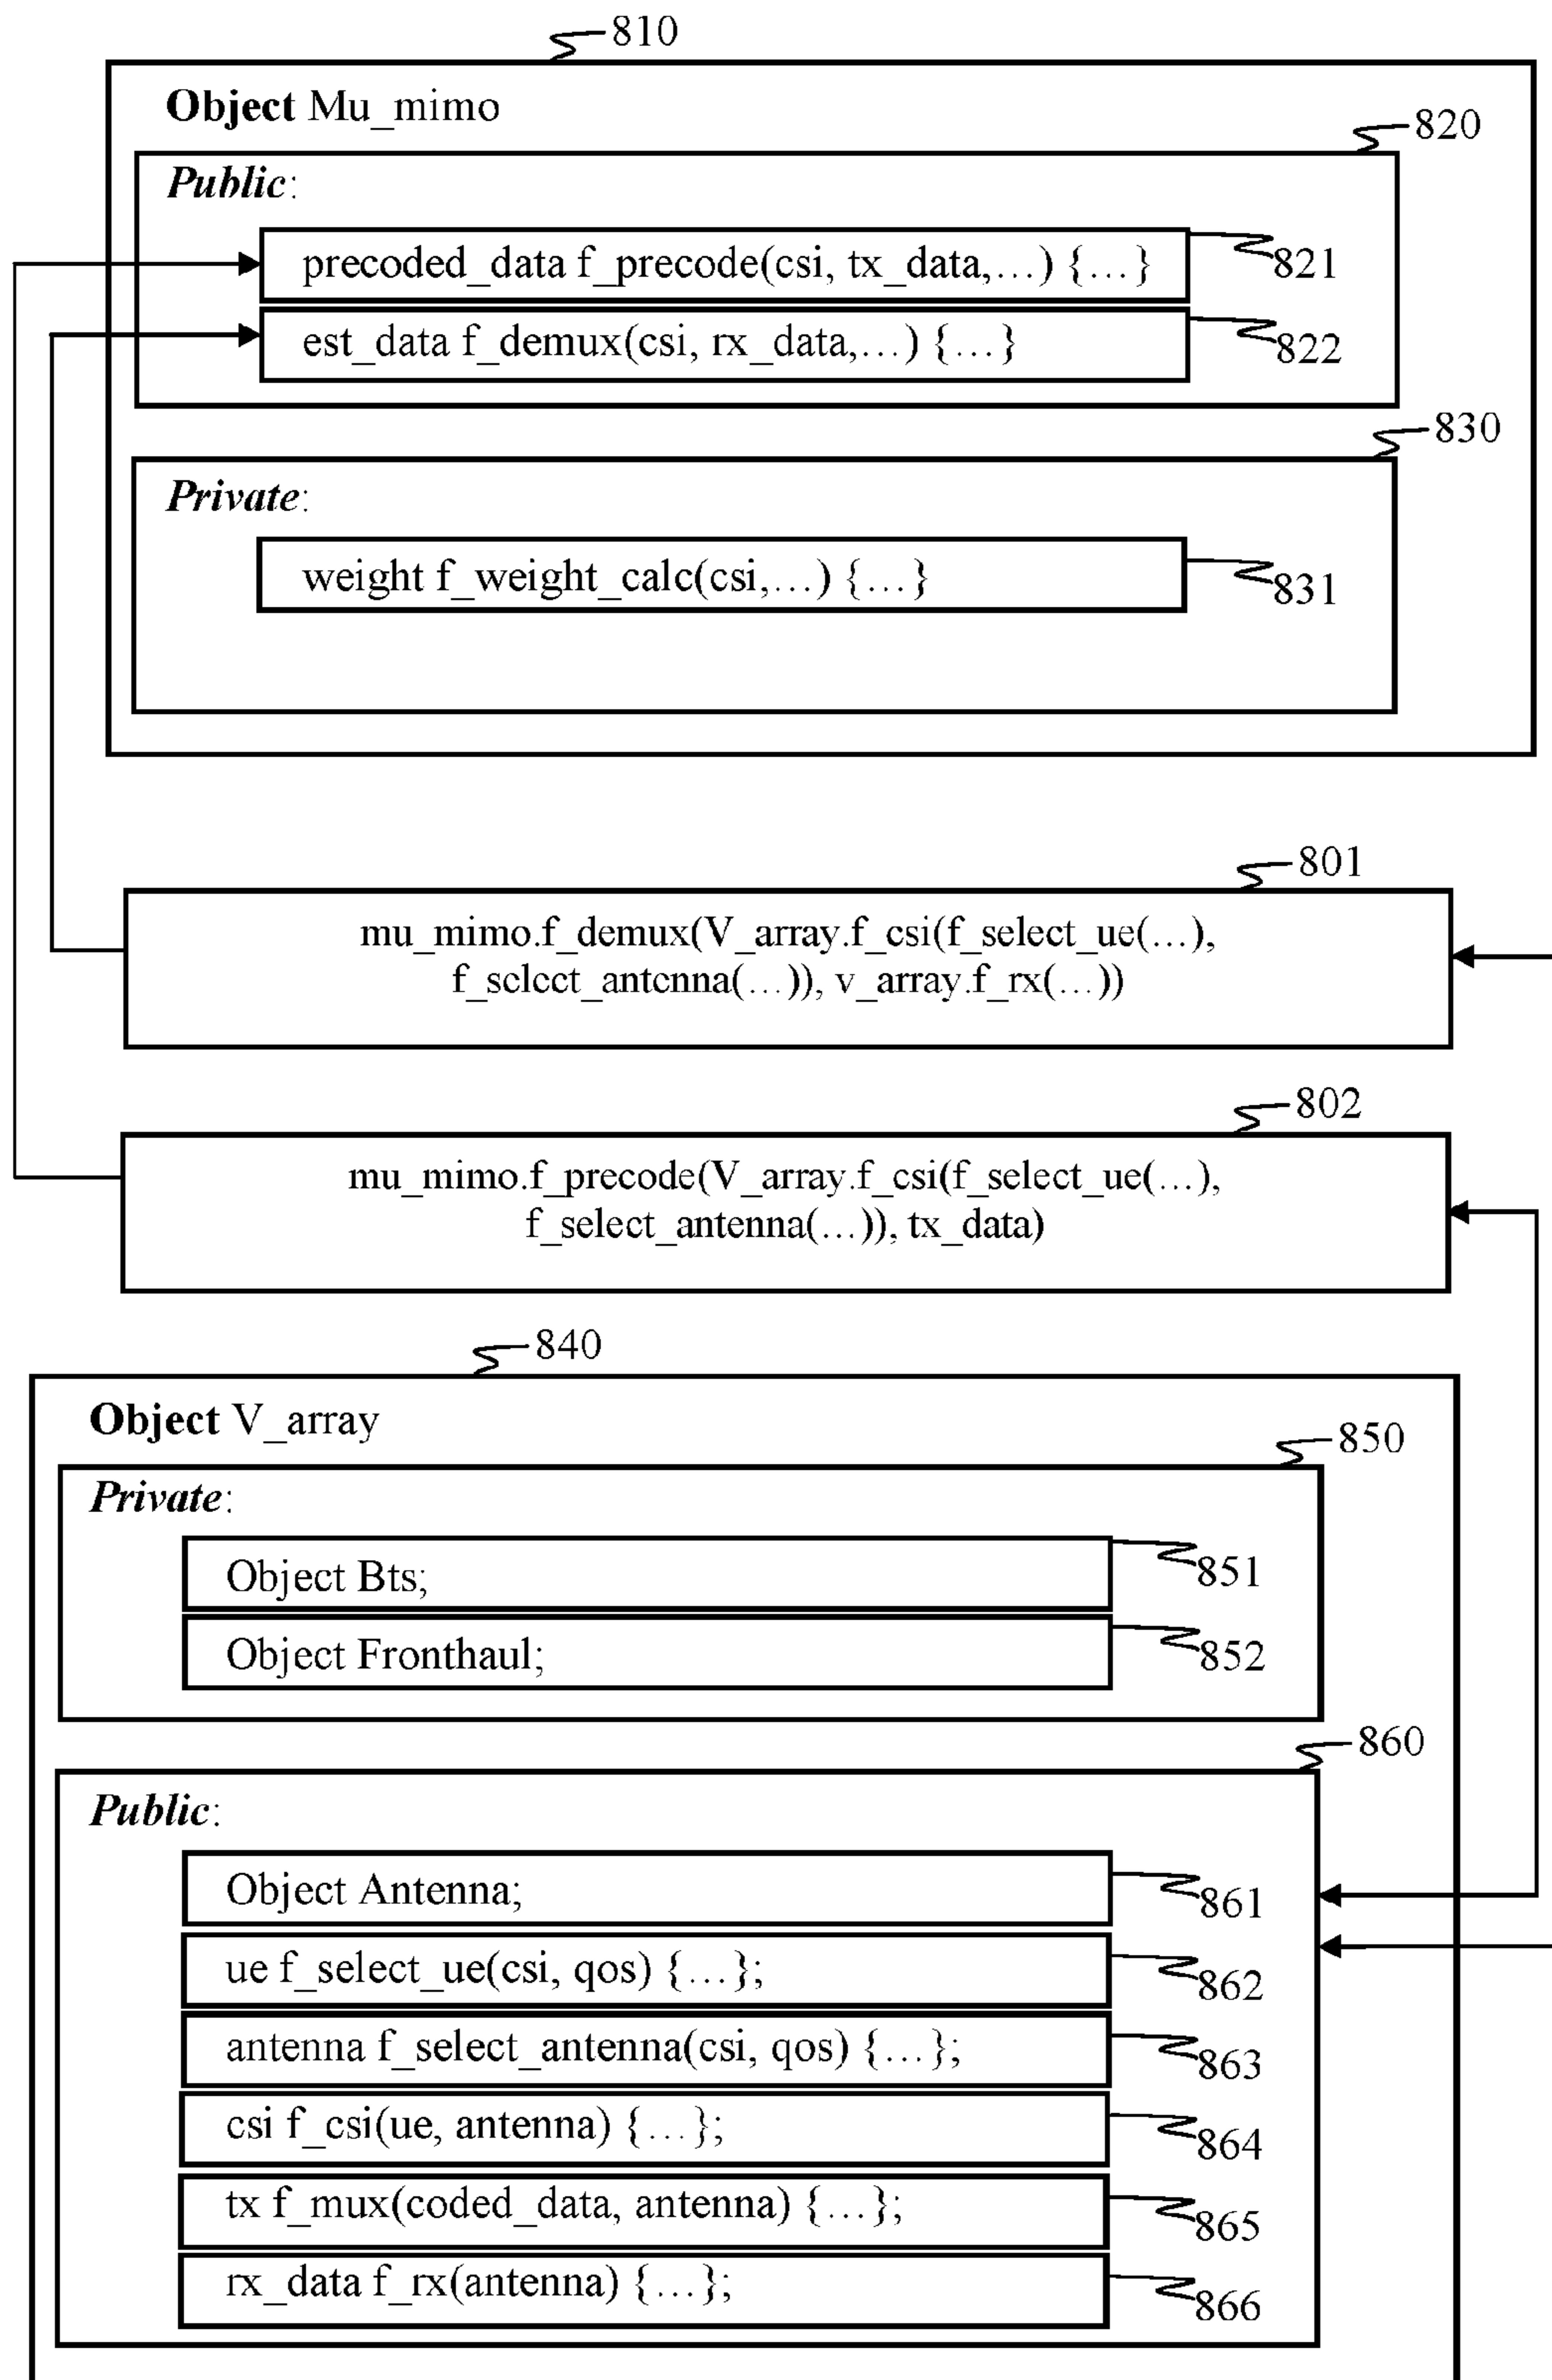 810
Object Mu_mimo
820
Public:
precoded_data f_precode(csi, tx_data,...) {...}
821
est_data f_demux(csi, rx_data,...) {...}
822
830
Private:
weight f_weight_calc(csi,...) {...}
831
801
mu_mimo.f_demux(V_array.f_csi(f_select_ue(...),
f_select_antenna(...)), v_array.f_rx(...))
802
mu_mimo.f_precode(V_array.f_csi(f_select_ue(...),
f_select_antenna(...)), tx_data)
840
Object V_array
850
Private:
Object Bts;
851
Object Fronthaul;
852
860
Public:
Object Antenna;
861
ue f_select_ue(csi, qos) {...};
862
antenna f_select_antenna(csi, qos) {...};
863
csi f_csi(ue, antenna) {...};
864
tx f_mux(coded_data, antenna) {...};
865
rx_data f_rx(antenna) {...};
866